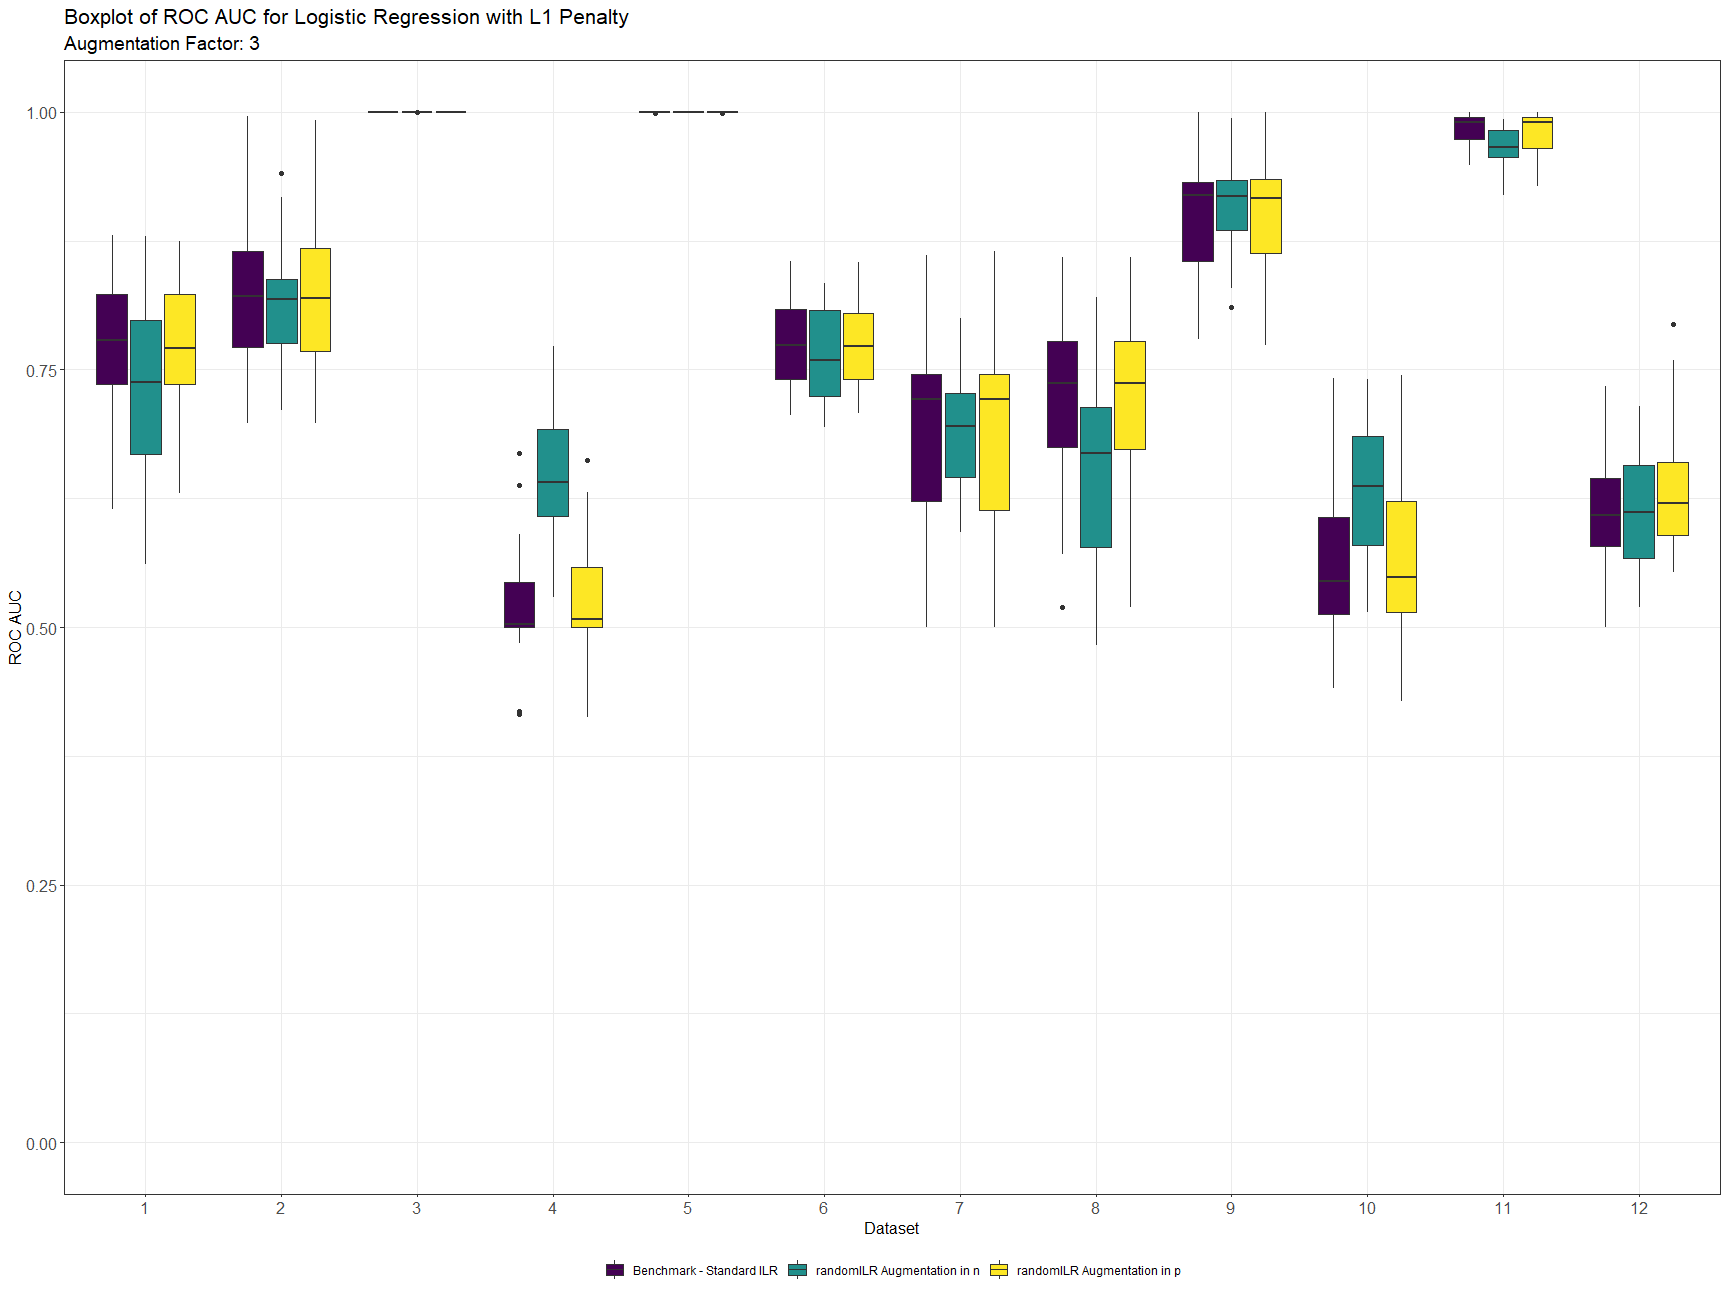 Boxplot of ROC AUC for Logistic Regression with L1 Penalty
Augmentation Factor: 3
ROC AUC
1.00
0.75
0.50
0.25
0.00
1 2 3 4 5 6 7 8 9 10 11 12
Dataset
Benchmark - Standard ILR randomILR Augmentation in n randomILR Augmentation in p